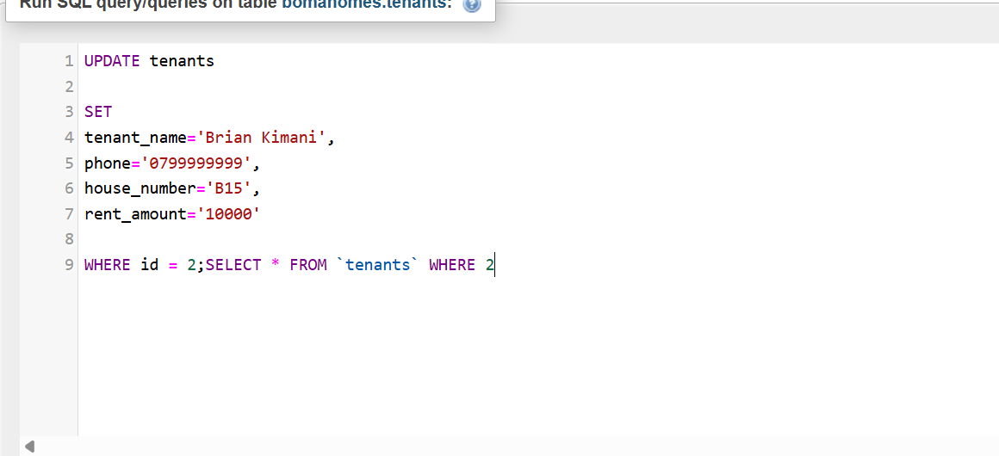 Run SQL query/queries on table bomahomes.tenants:
1 UPDATE tenants
2
3 SET
4 tenant_name='Brian Kimani',
5 phone='0799999999',
6 house_number='B15',
7 rent_amount='10000'
8
9 WHERE id = 2;SELECT * FROM `tenants` WHERE 2